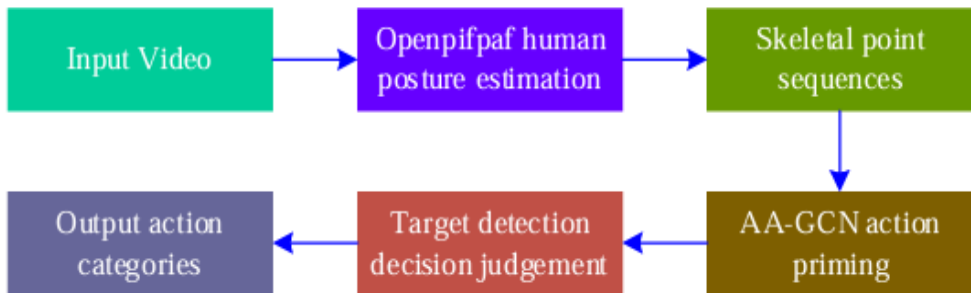 Input Video
Openpifpaf human
posture estimation
Skeletal point
sequences
AA-GCN action
priming
Target detection
decision judgement
Output action
categories